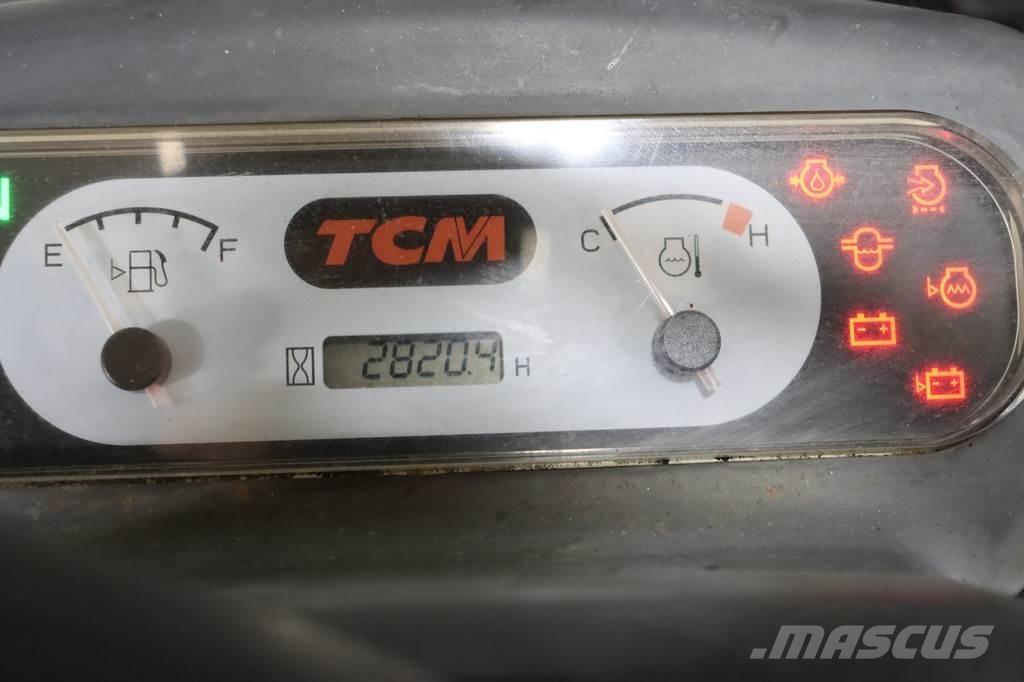 N
E F
TCM
C H
2820.4 H
.MASCUS